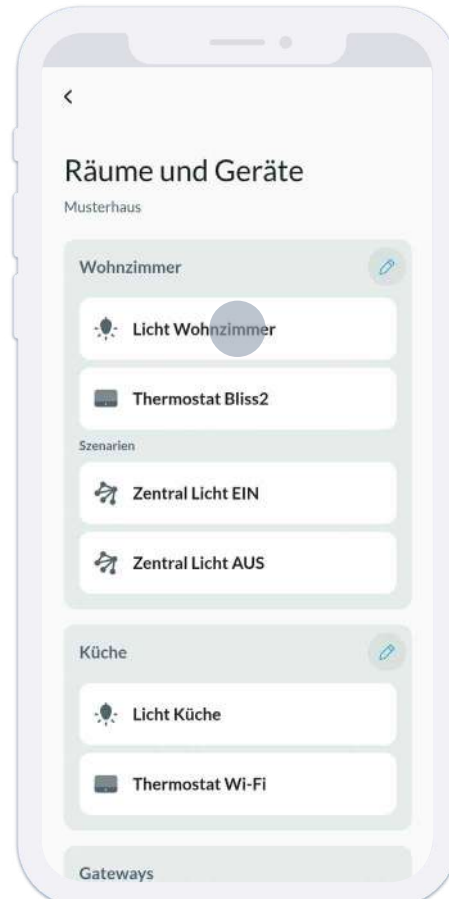 Räume und Geräte
Musterhaus
Wohnzimmer
Licht Wohnzimmer
Thermostat Bliss2
Szenarien
Zentral Licht EIN
Zentral Licht AUS
Küche
Licht Küche
Thermostat Wi-Fi
Gateways